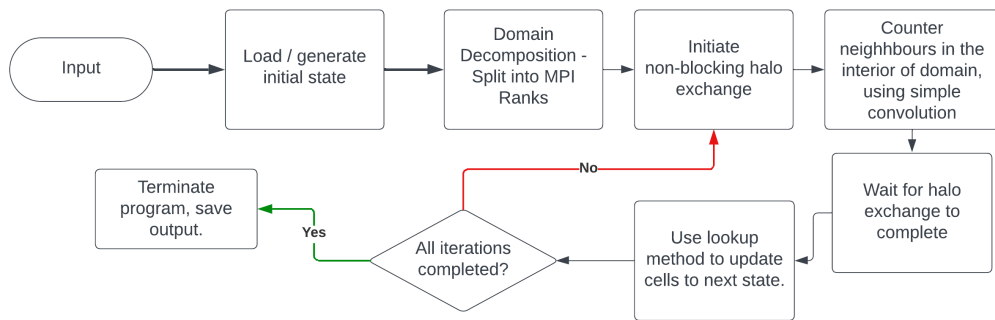 Input
Load / generate
initial state
Domain
Decomposition -
Split into MPI
Ranks
Initiate
non-blocking halo
exchange
Counter
neighhbours in the
interior of domain,
using simple
convolution
Wait for halo
exchange to
complete
Use lookup
method to update
cells to next state.
All iterations
completed?
No
Yes
Terminate
program, save
output.